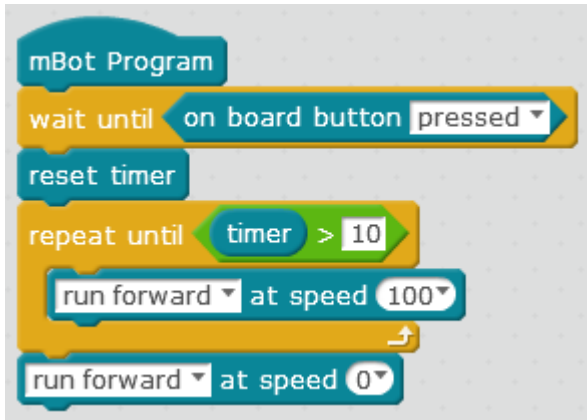 mBot Program
wait until on board button pressed
reset timer
repeat until timer > 10
run forward at speed 100
run forward at speed 0